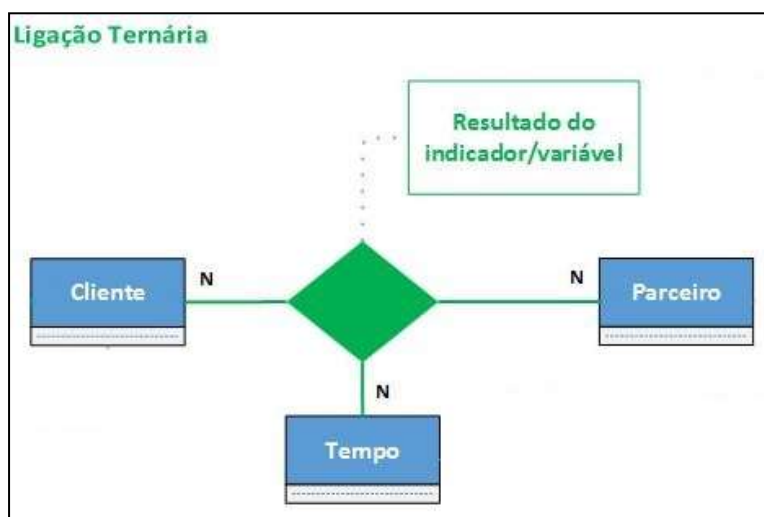 Ligação Ternária
Resultado do
indicador/variável
Cliente
N
N
Parceiro
N
Tempo